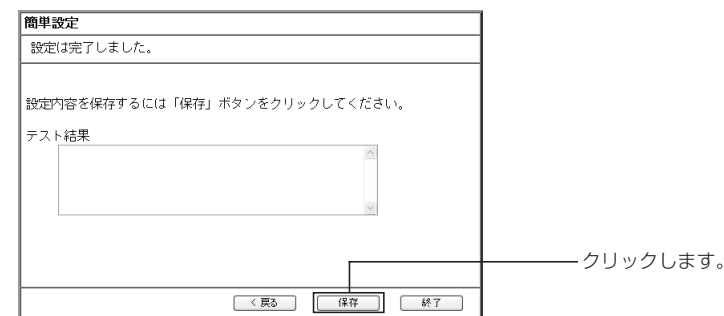 簡単設定
設定は完了しました。
設定内容を保存するには「保存」ボタンをクリックしてください。
テスト結果
クリックします。
< 戻る 保存 終了